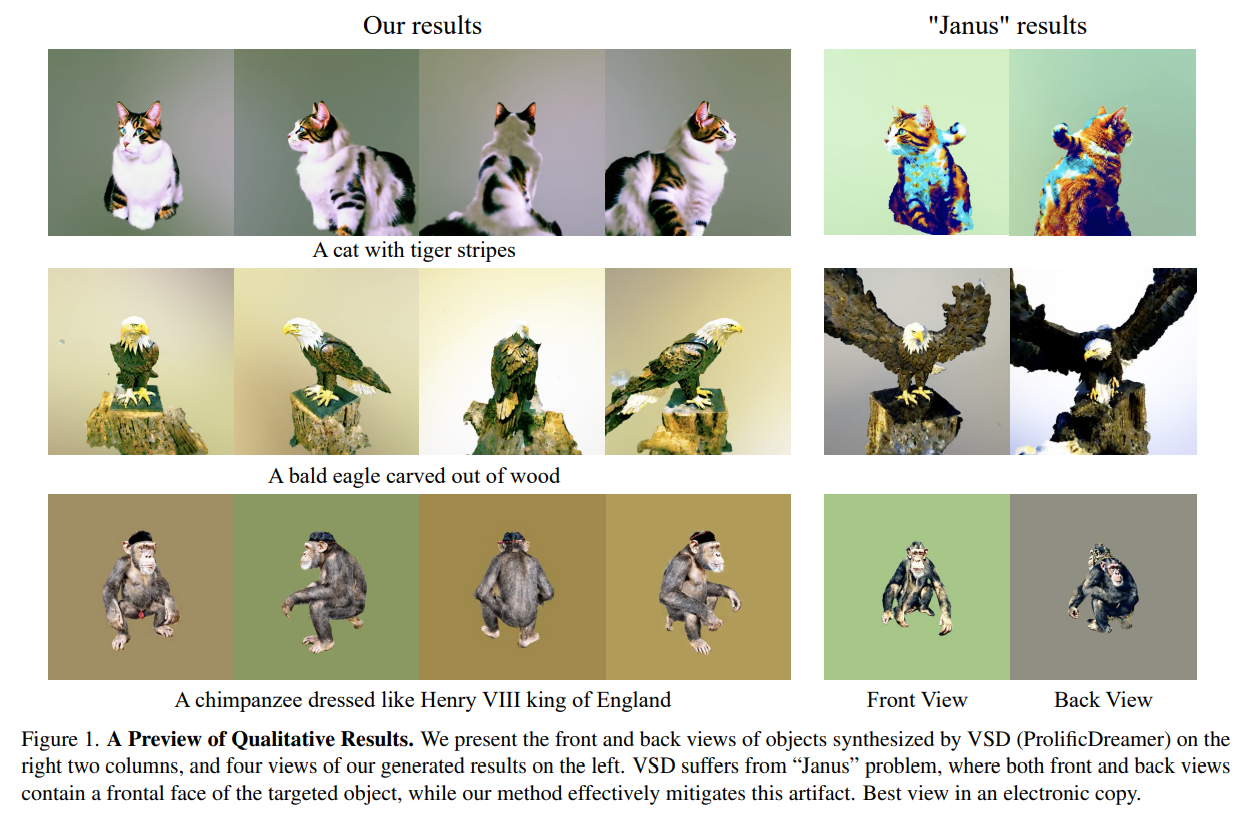 Our results
"Janus" results
A cat with tiger stripes
A bald eagle carved out of wood
A chimpanzee dressed like Henry VIII king of England
Front View
Back View
Figure 1. A Preview of Qualitative Results. We present the front and back views of objects synthesized by VSD (ProlificDreamer) on the
right two columns, and four views of our generated results on the left. VSD suffers from “Janus” problem, where both front and back views
contain a frontal face of the targeted object, while our method effectively mitigates this artifact. Best view in an electronic copy.